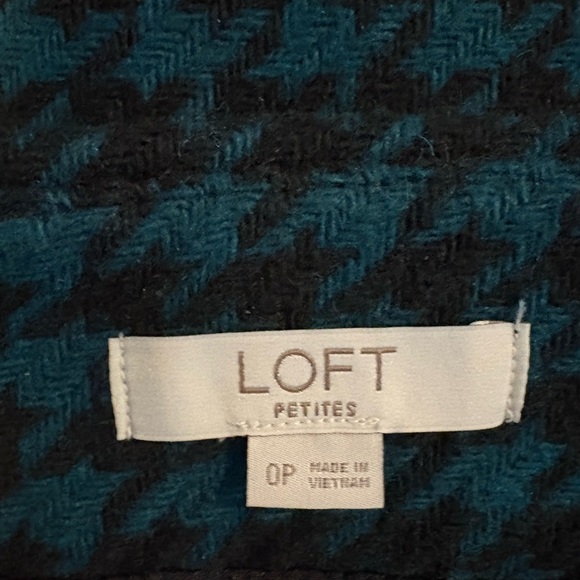 LOFT
PETITES
0P
MADE IN
VIETNAM